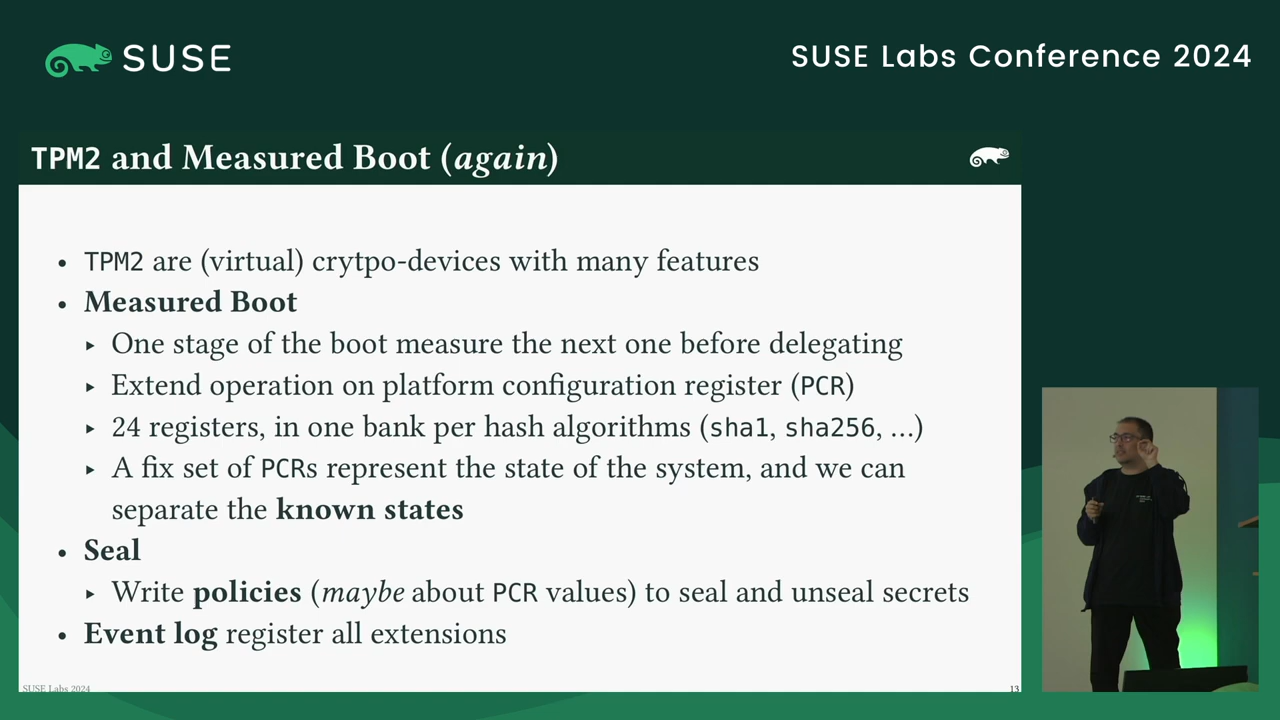 SUSE
SUSE Labs Conference 2024
TPM2 and Measured Boot (again)
• TPM2 are (virtual) crytpo-devices with many features
• Measured Boot
▸ One stage of the boot measure the next one before delegating
▸ Extend operation on platform configuration register (PCR)
▸ 24 registers, in one bank per hash algorithms (sha1, sha256, …)
▸ A fix set of PCRs represent the state of the system, and we can
separate the known states
• Seal
▸ Write policies (maybe about PCR values) to seal and unseal secrets
• Event log register all extensions
SUSE Labs 2024
13